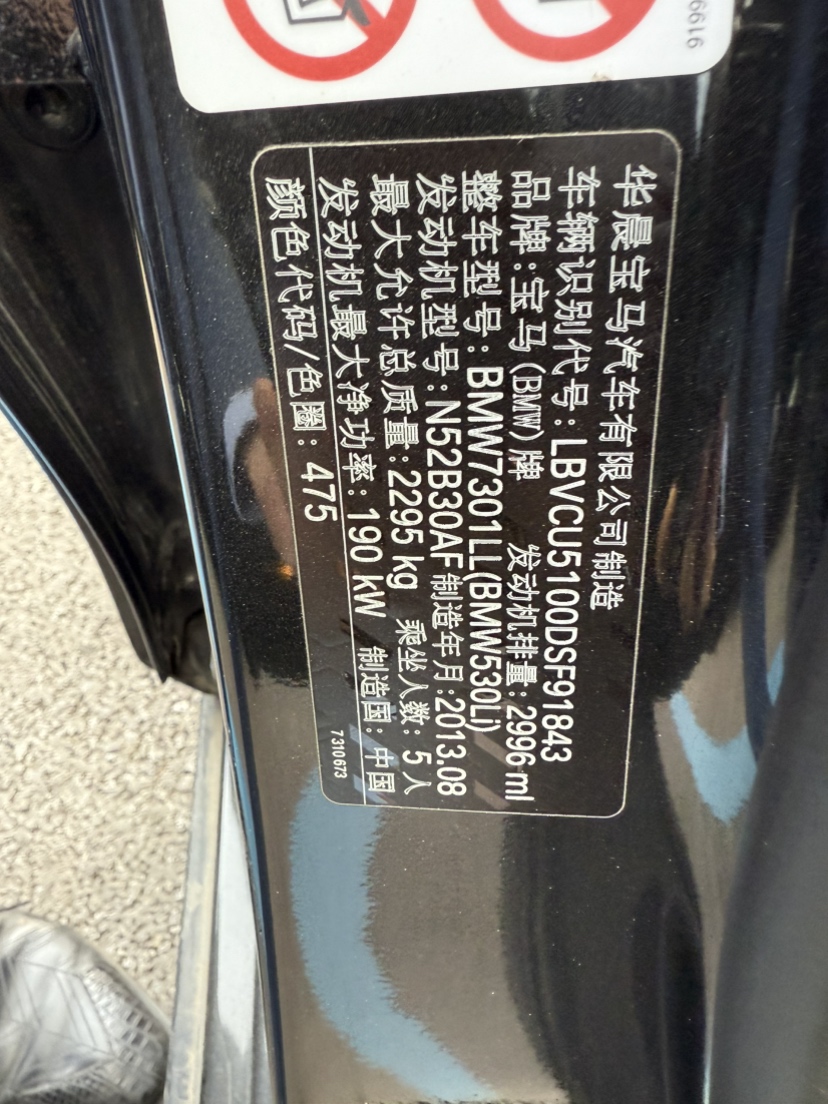 9916
华晨宝马汽车有限公司制造
车辆识别代号:LBVCU5100DSF91843
品牌:宝马(BMW)牌 发动机排量:2996 ml
整车型号:BMW7301LL(BMW530Li)
发动机型号:N52B30AF 制造年月:2013.08
最大允许总质量:2295 kg 乘坐人数:5人
发动机最大净功率:190 kW 制造国:中国
颜色代码/色圈:475 7 310 673